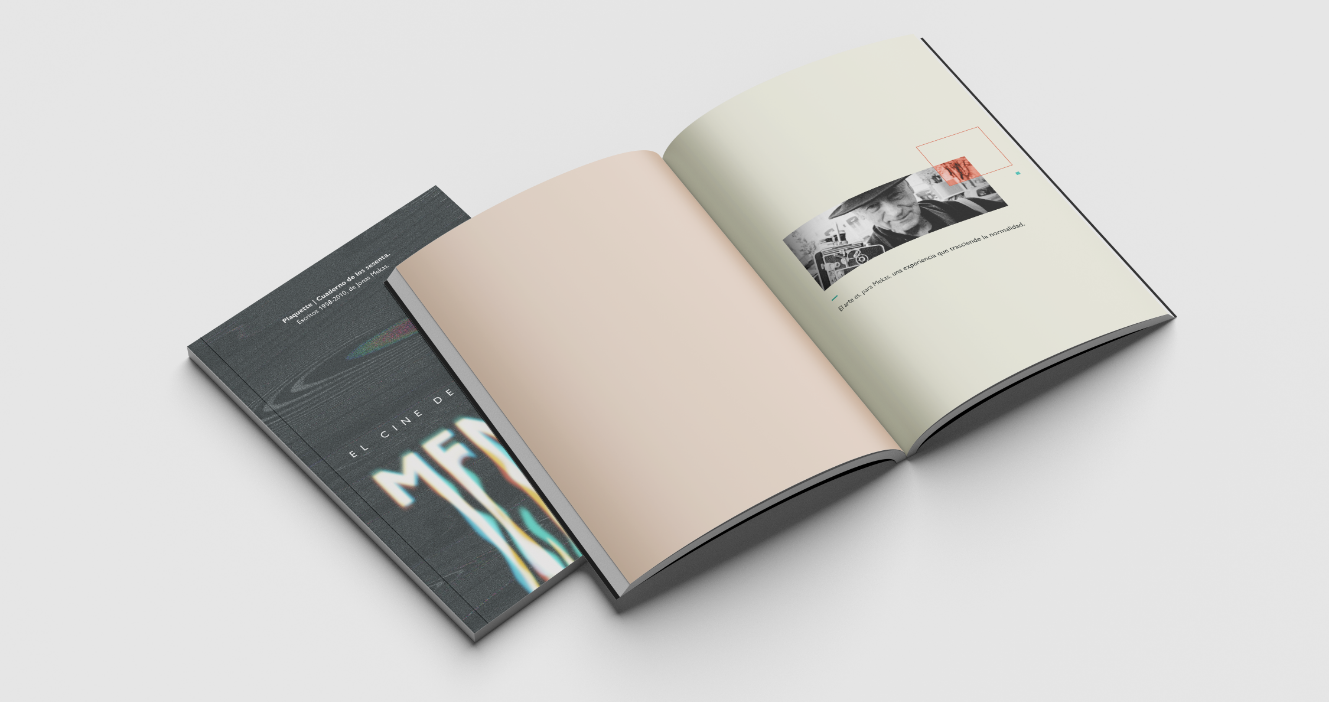 Plaquette | Cuaderno de los sesenta.
Escritos 1958-2010, de Jonas Mekas.
EL CINE DE
El arte es, para Mekas, una experiencia que trasciende la normalidad.